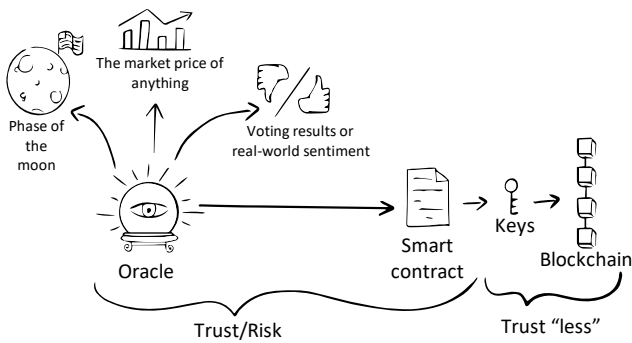 The market price of
anything
Phase of
the
moon
Voting results or
real-world sentiment
Oracle
Smart
contract
Keys
Blockchain
Trust/Risk
Trust “less”